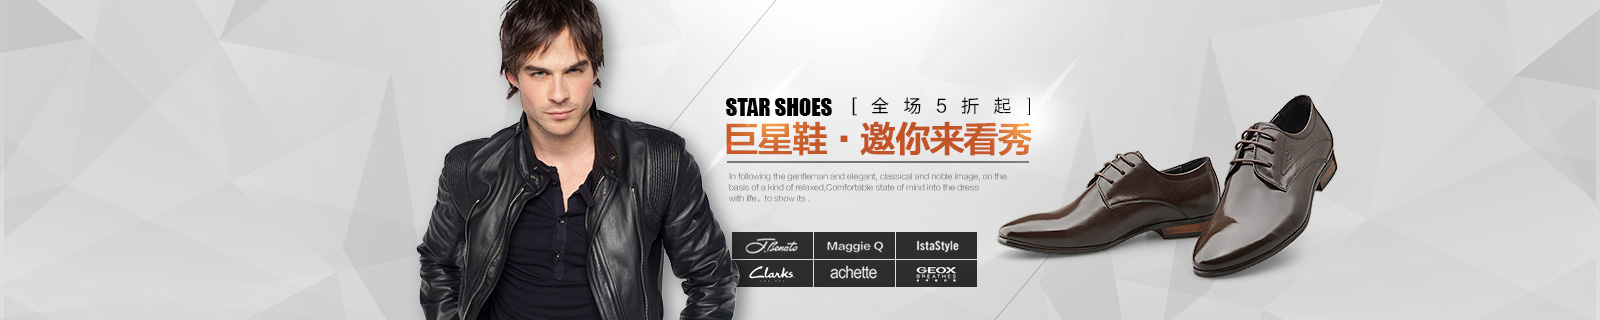 STAR SHOES [全场5折起]
巨星鞋·邀你来看秀
In following the gentleman and elegant, classical and noble image, on the
basis of a kind of relaxed,Comfortable state of mind into the dress
with life, to show its .
J.Benato Maggie Q IstaStyle
Clarks. achette GEOX
BREATHES